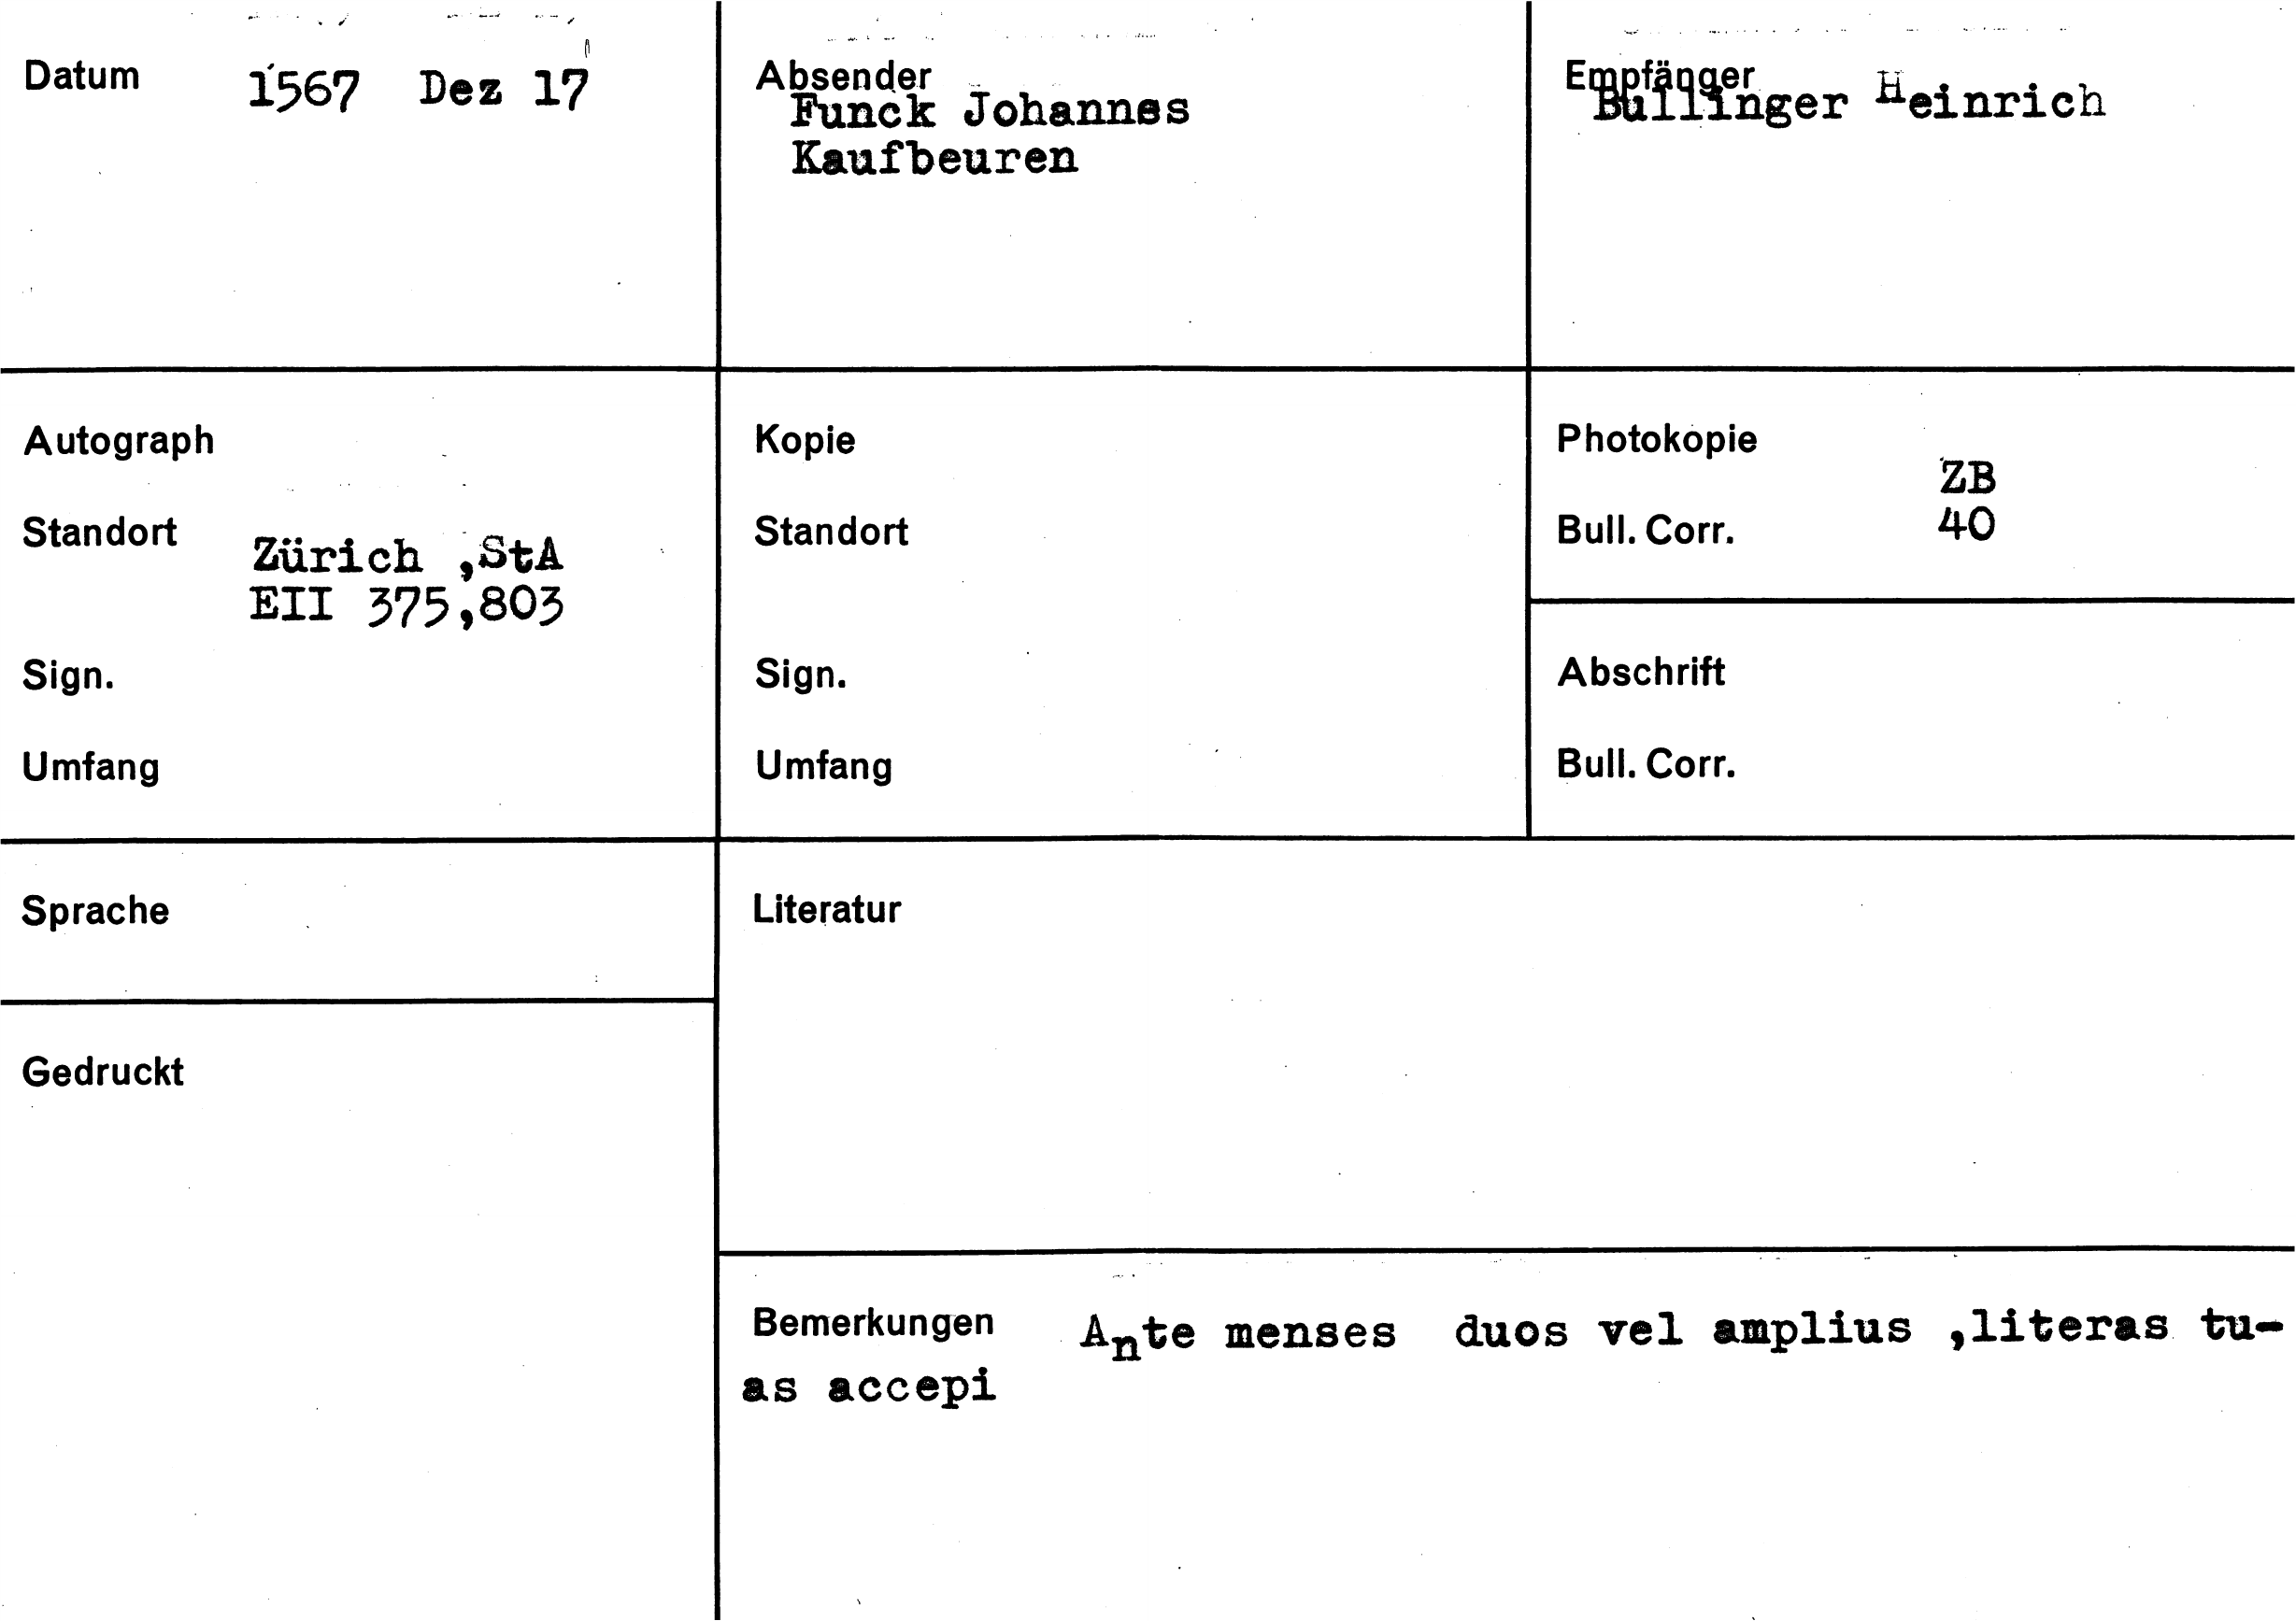 Datum 1567 Dez 17
Absender
Funck Johannes
Kaufbeuren
Empfänger
Bullinger Heinrich
Autograph
Standort
Zürich ,StA
EII 375,803
Sign.
Umfang
Kopie
Standort
Sign.
Umfang
Photokopie
ZB
Bull. Corr. 40
Abschrift
Bull. Corr.
Sprache
Gedruckt
Literatur
Bemerkungen Ante menses duos vel amplius ,literas tu-
as accepi